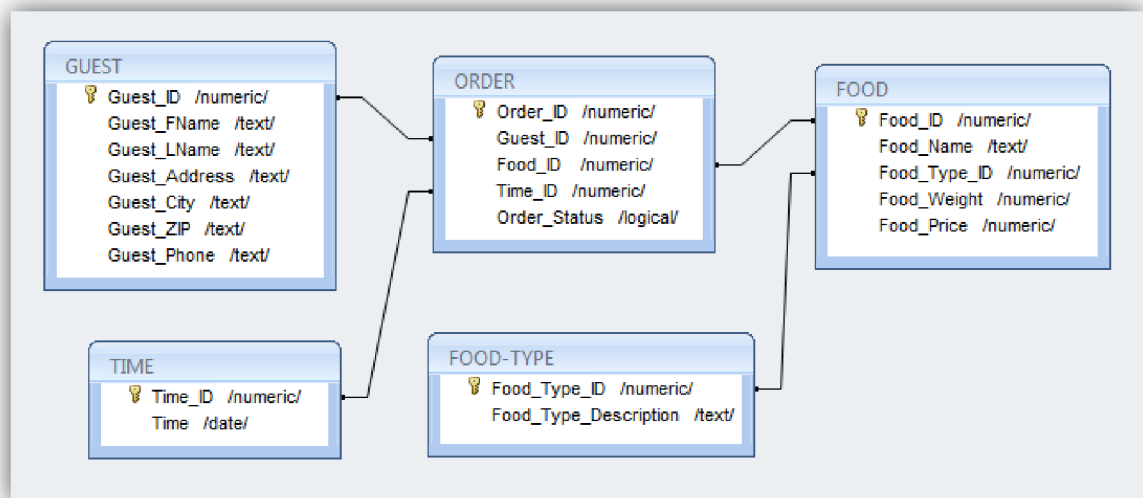 GUEST
Guest_ID /numeric/
Guest_FName /text/
Guest_LName /text/
Guest_Address /text/
Guest_City /text/
Guest_ZIP /text/
Guest_Phone /text/
ORDER
Order_ID /numeric/
Guest_ID /numeric/
Food_ID /numeric/
Time_ID /numeric/
Order_Status /logical/
FOOD
Food_ID /numeric/
Food_Name /text/
Food_Type_ID /numeric/
Food_Weight /numeric/
Food_Price /numeric/
TIME
Time_ID /numeric/
Time /date/
FOOD-TYPE
Food_Type_ID /numeric/
Food_Type_Description /text/